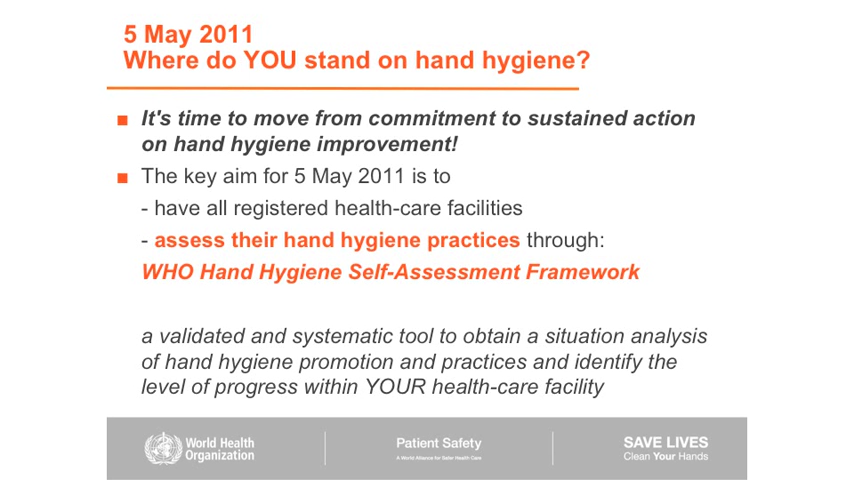 5 May 2011
Where do YOU stand on hand hygiene?
■ It's time to move from commitment to sustained action
on hand hygiene improvement!
■ The key aim for 5 May 2011 is to
- have all registered health-care facilities
- assess their hand hygiene practices through:
WHO Hand Hygiene Self-Assessment Framework
a validated and systematic tool to obtain a situation analysis
of hand hygiene promotion and practices and identify the
level of progress within YOUR health-care facility
World Health
Organization
Patient Safety
A World Alliance for Safer Health Care
SAVE LIVES
Clean Your Hands